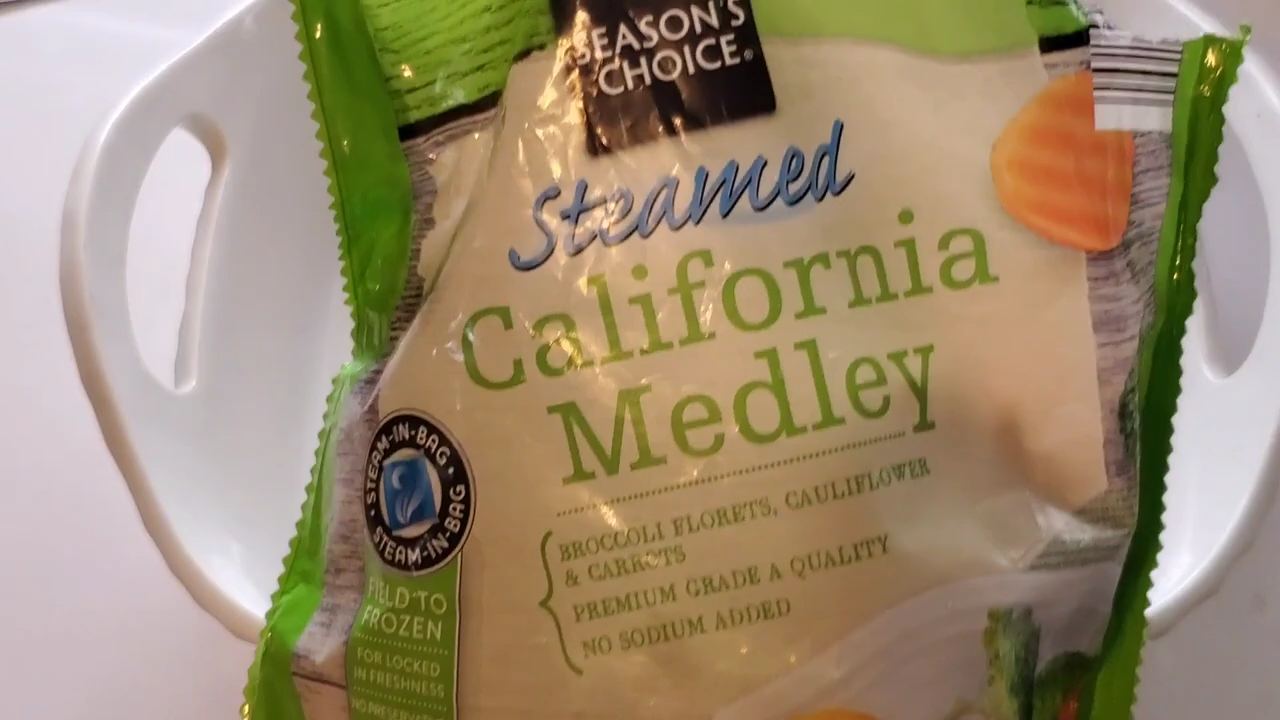 SEASON'S
CHOICE®
Steamed
California
Medley
BROCCOLI FLORETS, CAULIFLOWER
& CARROTS
PREMIUM GRADE A QUALITY
NO SODIUM ADDED
STEAM-IN-BAG • STEAM-IN-BAG •
FIELD TO
FROZEN
FOR LOCKED
IN FRESHNESS
NO